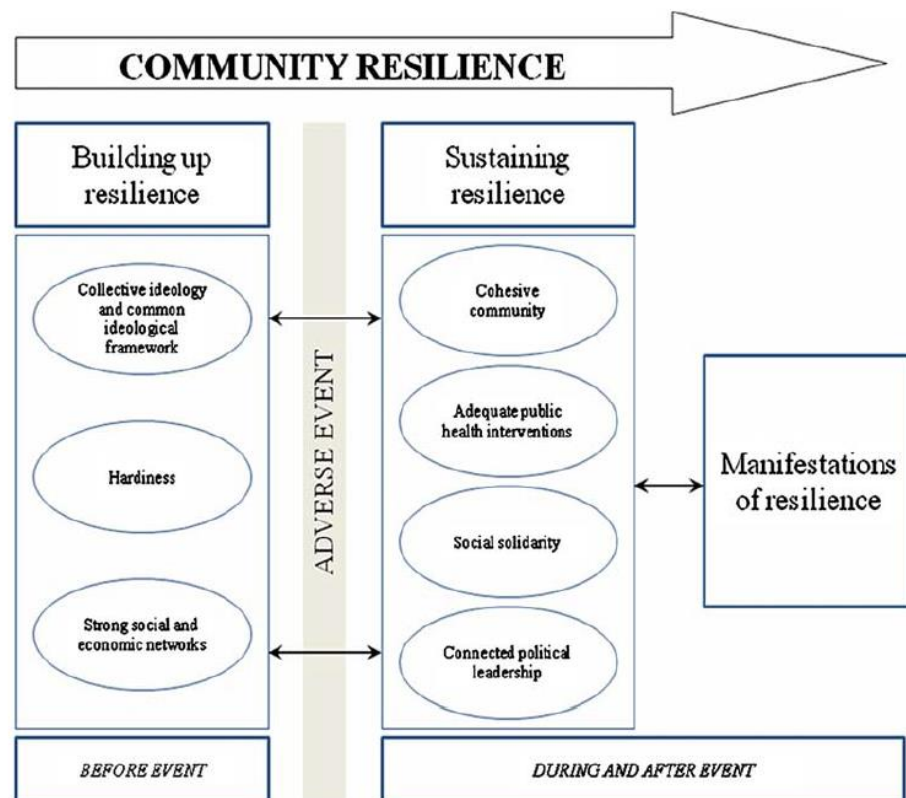 COMMUNITY RESILIENCE
Building up
resilience
Sustaining
resilience
Collective ideology
and common
ideological
framework
Hardiness
Strong social and
economic networks
ADVERSE EVENT
Cohesive
community
Adequate public
health interventions
Social solidarity
Connected political
leadership
Manifestations
of resilience
BEFORE EVENT
DURING AND AFTER EVENT